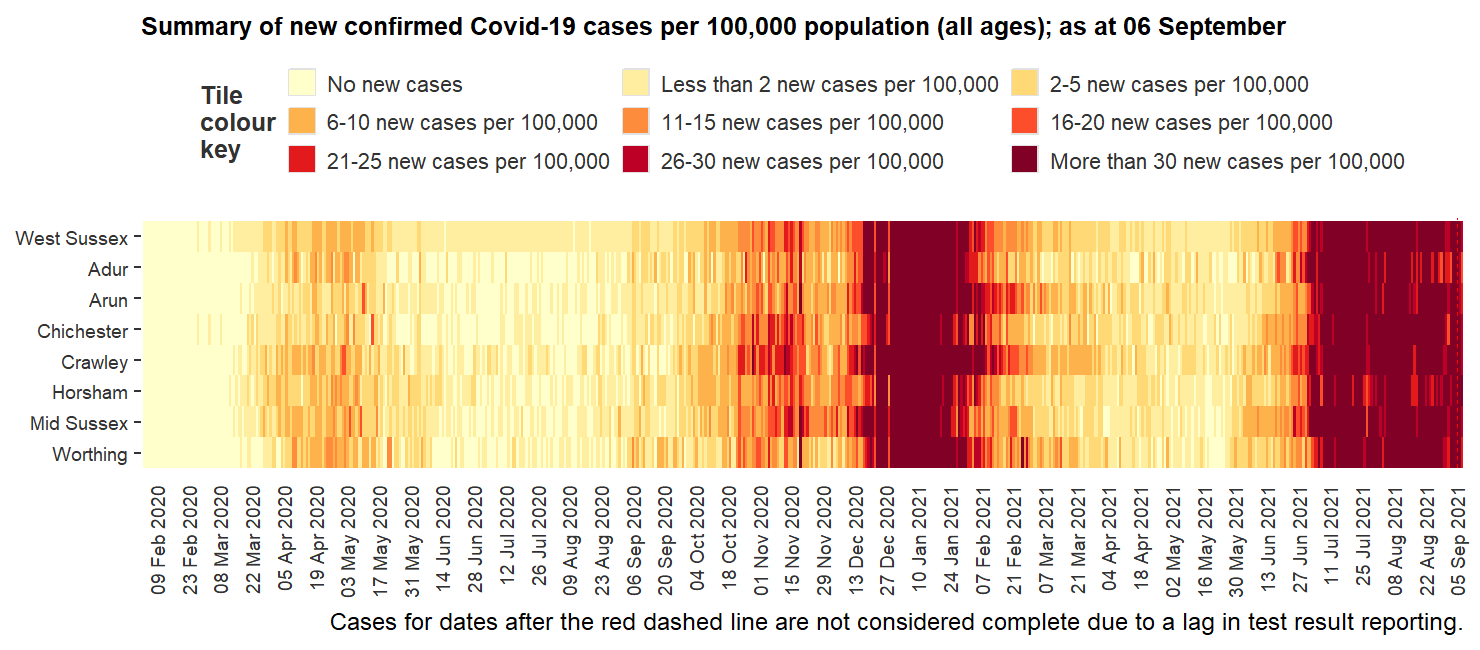 Summary of new confirmed Covid-19 cases per 100,000 population (all ages); as at 06 September
Tile
colour
key
No new cases
Less than 2 new cases per 100,000
2-5 new cases per 100,000
6-10 new cases per 100,000
11-15 new cases per 100,000
16-20 new cases per 100,000
21-25 new cases per 100,000
26-30 new cases per 100,000
More than 30 new cases per 100,000
West Sussex
Adur
Arun
Chichester
Crawley
Horsham
Mid Sussex
Worthing
09 Feb 2020
23 Feb 2020
08 Mar 2020
22 Mar 2020
05 Apr 2020
19 Apr 2020
03 May 2020
17 May 2020
31 May 2020
14 Jun 2020
28 Jun 2020
12 Jul 2020
26 Jul 2020
09 Aug 2020
23 Aug 2020
06 Sep 2020
20 Sep 2020
04 Oct 2020
18 Oct 2020
01 Nov 2020
15 Nov 2020
29 Nov 2020
13 Dec 2020
27 Dec 2020
10 Jan 2021
24 Jan 2021
07 Feb 2021
21 Feb 2021
07 Mar 2021
21 Mar 2021
04 Apr 2021
18 Apr 2021
02 May 2021
16 May 2021
30 May 2021
13 Jun 2021
27 Jun 2021
11 Jul 2021
25 Jul 2021
08 Aug 2021
22 Aug 2021
05 Sep 2021
Cases for dates after the red dashed line are not considered complete due to a lag in test result reporting.